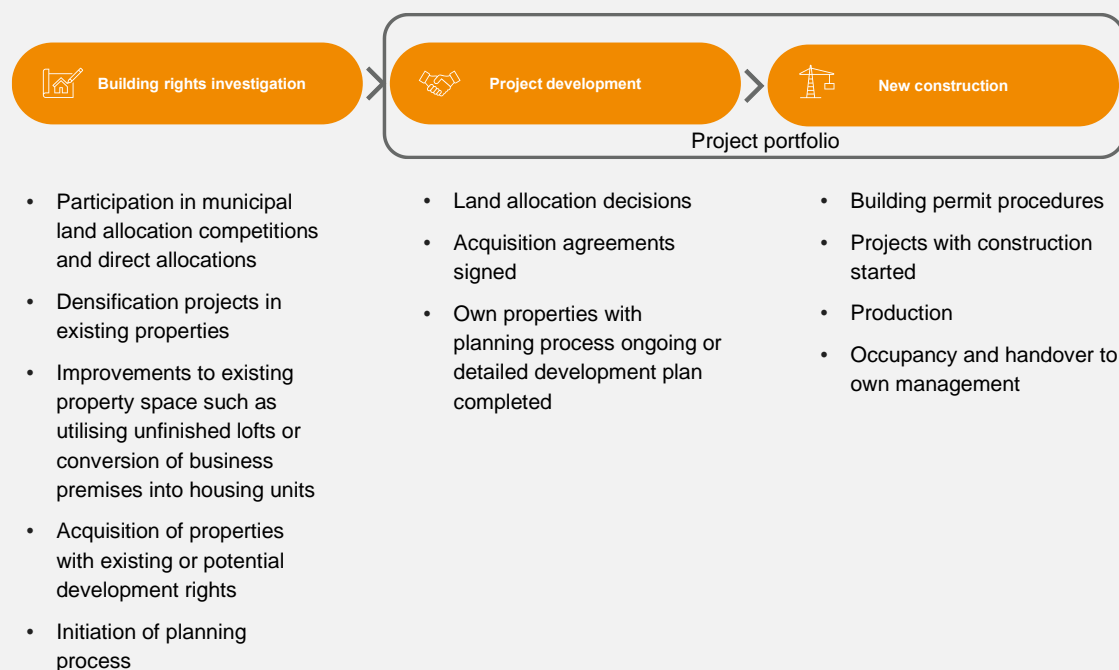 Building rights investigation
Project development
New construction
Project portfolio
• Participation in municipal
land allocation competitions
and direct allocations
• Densification projects in
existing properties
• Improvements to existing
property space such as
utilising unfinished lofts or
conversion of business
premises into housing units
• Acquisition of properties
with existing or potential
development rights
• Initiation of planning
process
• Land allocation decisions
• Acquisition agreements
signed
• Own properties with
planning process ongoing or
detailed development plan
completed
• Building permit procedures
• Projects with construction
started
• Production
• Occupancy and handover to
own management